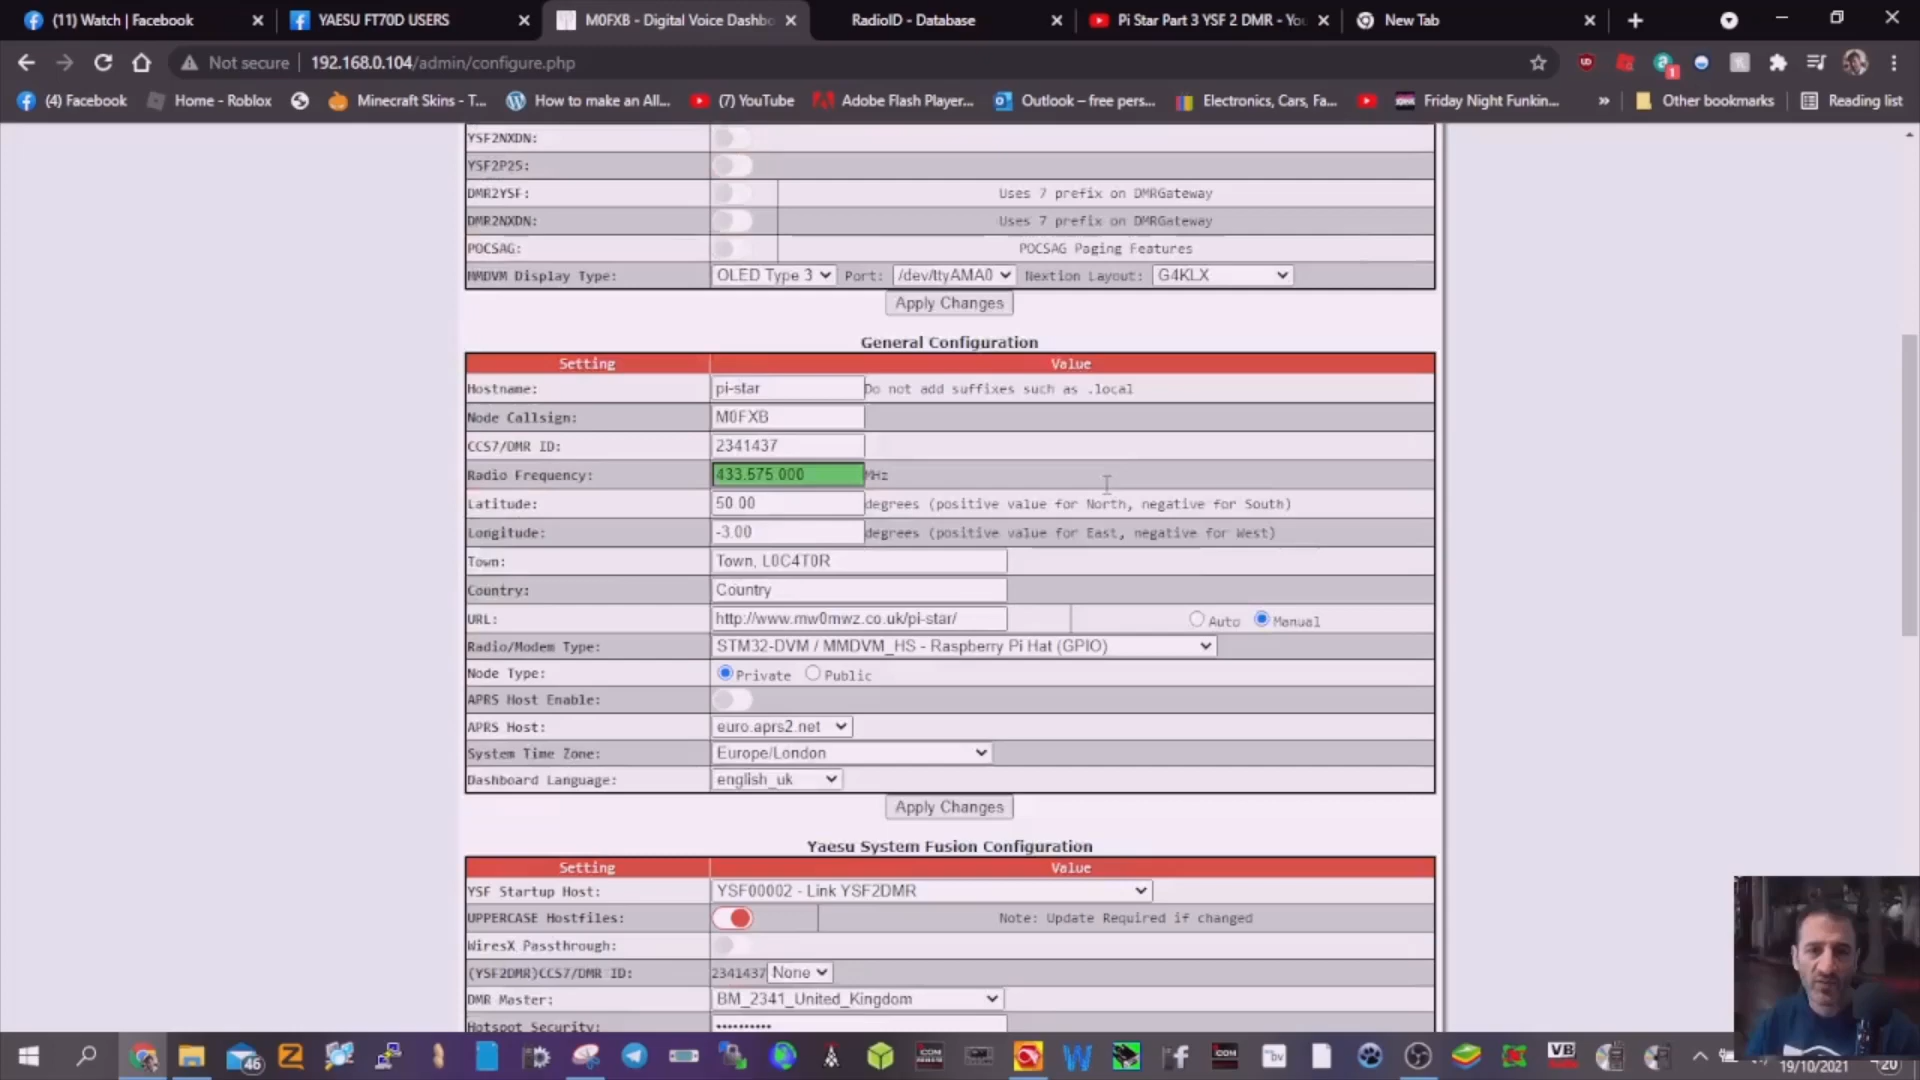 (11) Watch | Facebook
YAESU FT70D USERS
M0FXB - Digital Voice Dashbo
RadioID - Database
Pi Star Part 3 YSF 2 DMR - You
New Tab
Not secure
192.168.0.104/admin/configure.php
(4) Facebook
Home - Roblox
Minecraft Skins - T...
How to make an All...
(7) YouTube
Adobe Flash Player...
Outlook – free pers...
Electronics, Cars, Fa...
Friday Night Funkin...
»
Other bookmarks
Reading list
YSF2NXDN:
YSF2P25:
DMR2YSF: Uses 7 prefix on DMRGateway
DMR2NXDN: Uses 7 prefix on DMRGateway
POCSAG: POCSAG Paging Features
MMDVM Display Type: OLED Type 3 Port: /dev/ttyAMA0 Nextion Layout: G4KLX
Apply Changes
General Configuration
Setting Value
Hostname: pi-star Do not add suffixes such as .local
Node Callsign: M0FXB
CCS7/DMR ID: 2341437
Radio Frequency: 433.575.000 MHz
Latitude: 50.00 degrees (positive value for North, negative for South)
Longitude: -3.00 degrees (positive value for East, negative for West)
Town: Town, L0C4T0R
Country: Country
URL: http://www.mw0mwz.co.uk/pi-star/ Auto Manual
Radio/Modem Type: STM32-DVM / MMDVM_HS - Raspberry Pi Hat (GPIO)
Node Type: Private Public
APRS Host Enable:
APRS Host: euro.aprs2.net
System Time Zone: Europe/London
Dashboard Language: english_uk
Apply Changes
Yaesu System Fusion Configuration
Setting Value
YSF Startup Host: YSF00002 - Link YSF2DMR
UPPERCASE Hostfiles: Note: Update Required if changed
WiresX Passthrough:
(YSF2DMR)CCS7/DMR ID: 2341437 None
DMR Master: BM_2341_United_Kingdom
Hotspot Security: ••••••••••
46
19/10/2021